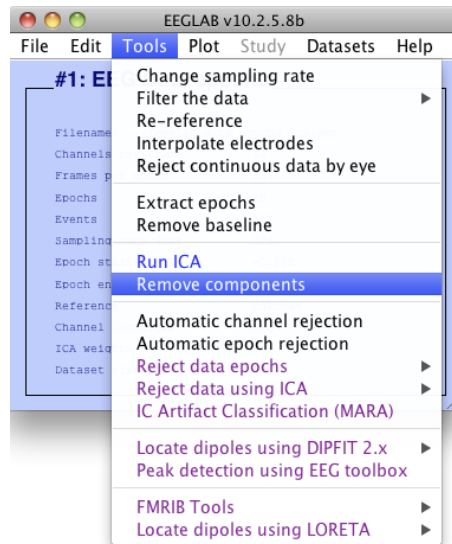 EEGLAB v10.2.5.8b
File Edit Tools Plot Study Datasets Help
#1: EE
Change sampling rate
Filter the data
Re-reference
Interpolate electrodes
Reject continuous data by eye
Extract epochs
Remove baseline
Run ICA
Remove components
Automatic channel rejection
Automatic epoch rejection
Reject data epochs
Reject data using ICA
IC Artifact Classification (MARA)
Locate dipoles using DIPFIT 2.x
Peak detection using EEG toolbox
FMRIB Tools
Locate dipoles using LORETA
Filename
Channels
Frames p
Epochs
Events
Sampling
Epoch st
Epoch en
Referenc
Channel
ICA weig
Dataset